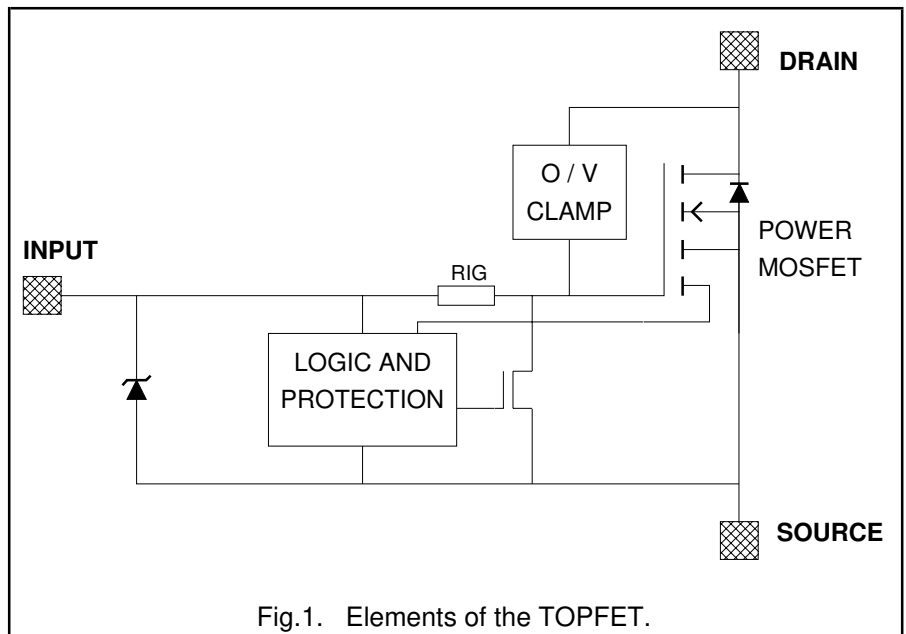 DRAIN
O / V
CLAMP
POWER
MOSFET
INPUT
RIG
LOGIC AND
PROTECTION
SOURCE
Fig.1. Elements of the TOPFET.